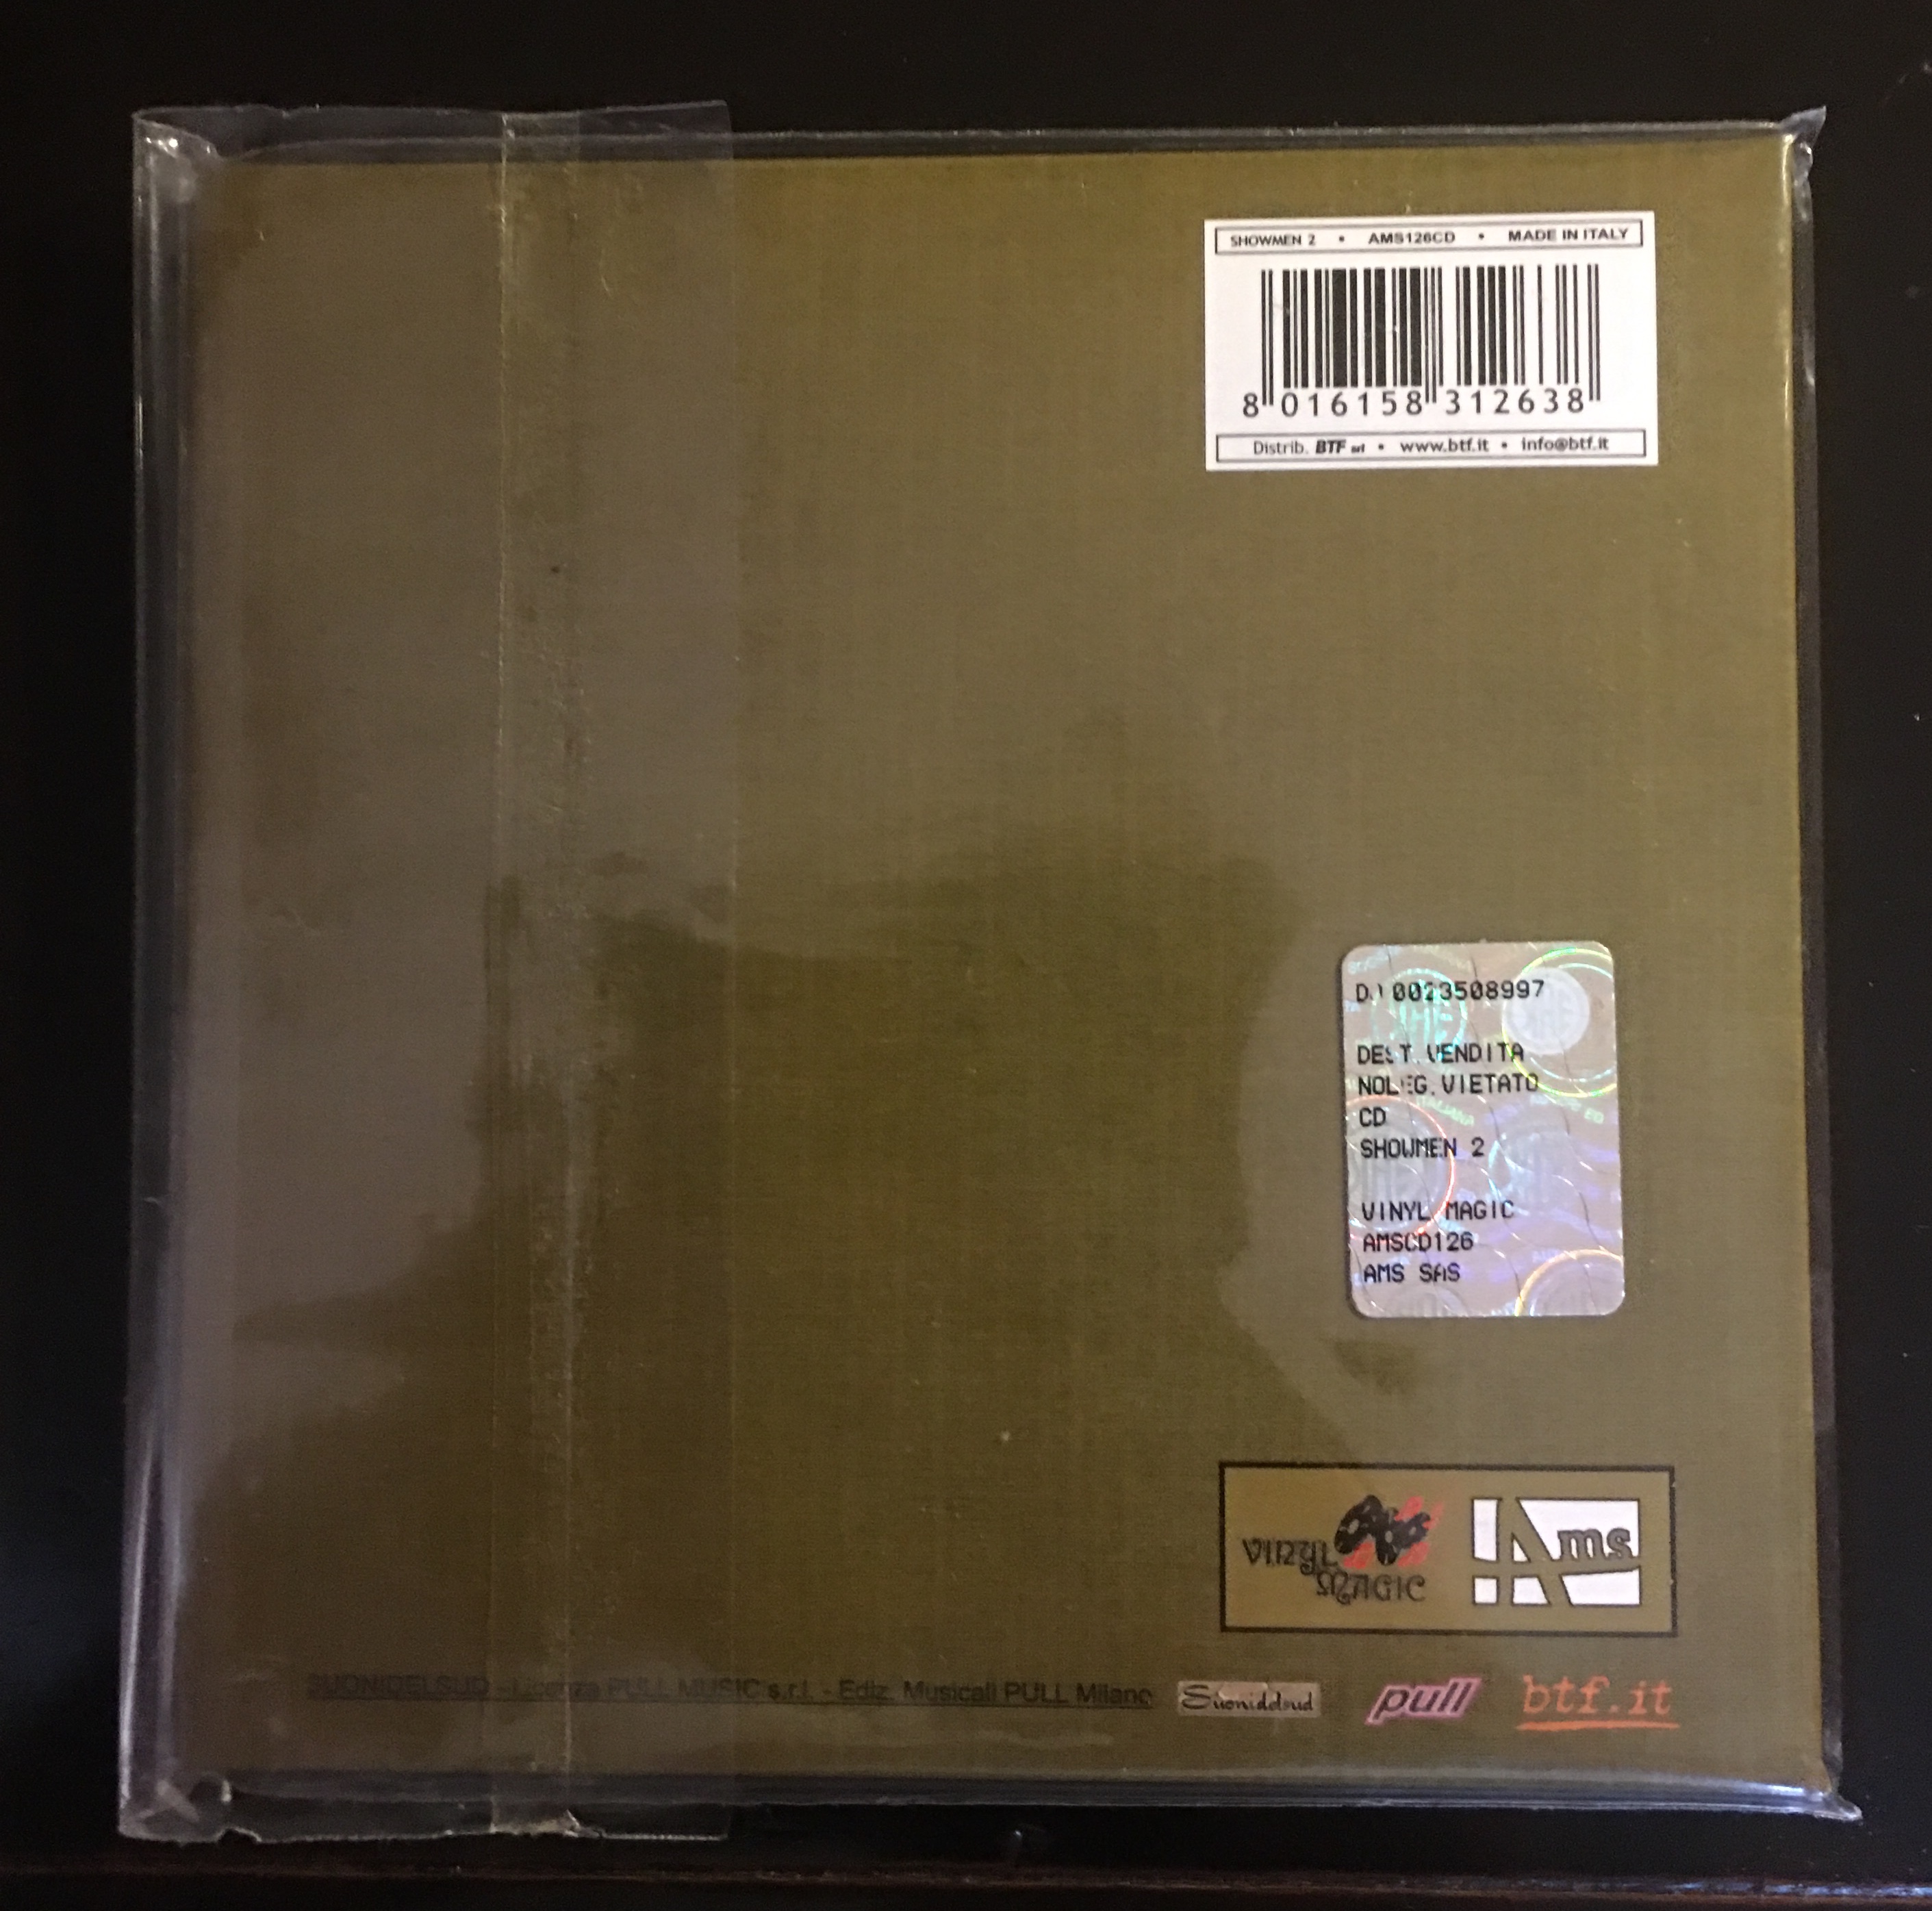 SHOWMEN 2 • AMS126CD • MADE IN ITALY
8 016158 312638
Distrib. BTF srl • www.btf.it • info@btf.it
0023508997
DEST. VENDITA
NOLEG. VIETATO
CD
SHOWMEN 2
VINYL MAGIC
AMSCD126
AMS SAS
VINYL MAGIC
Ams
SUONIDELSUD - Licenza PULL MUSIC s.r.l. - Ediz. Musicali PULL Milano
Suonidelsud
pull
btf.it